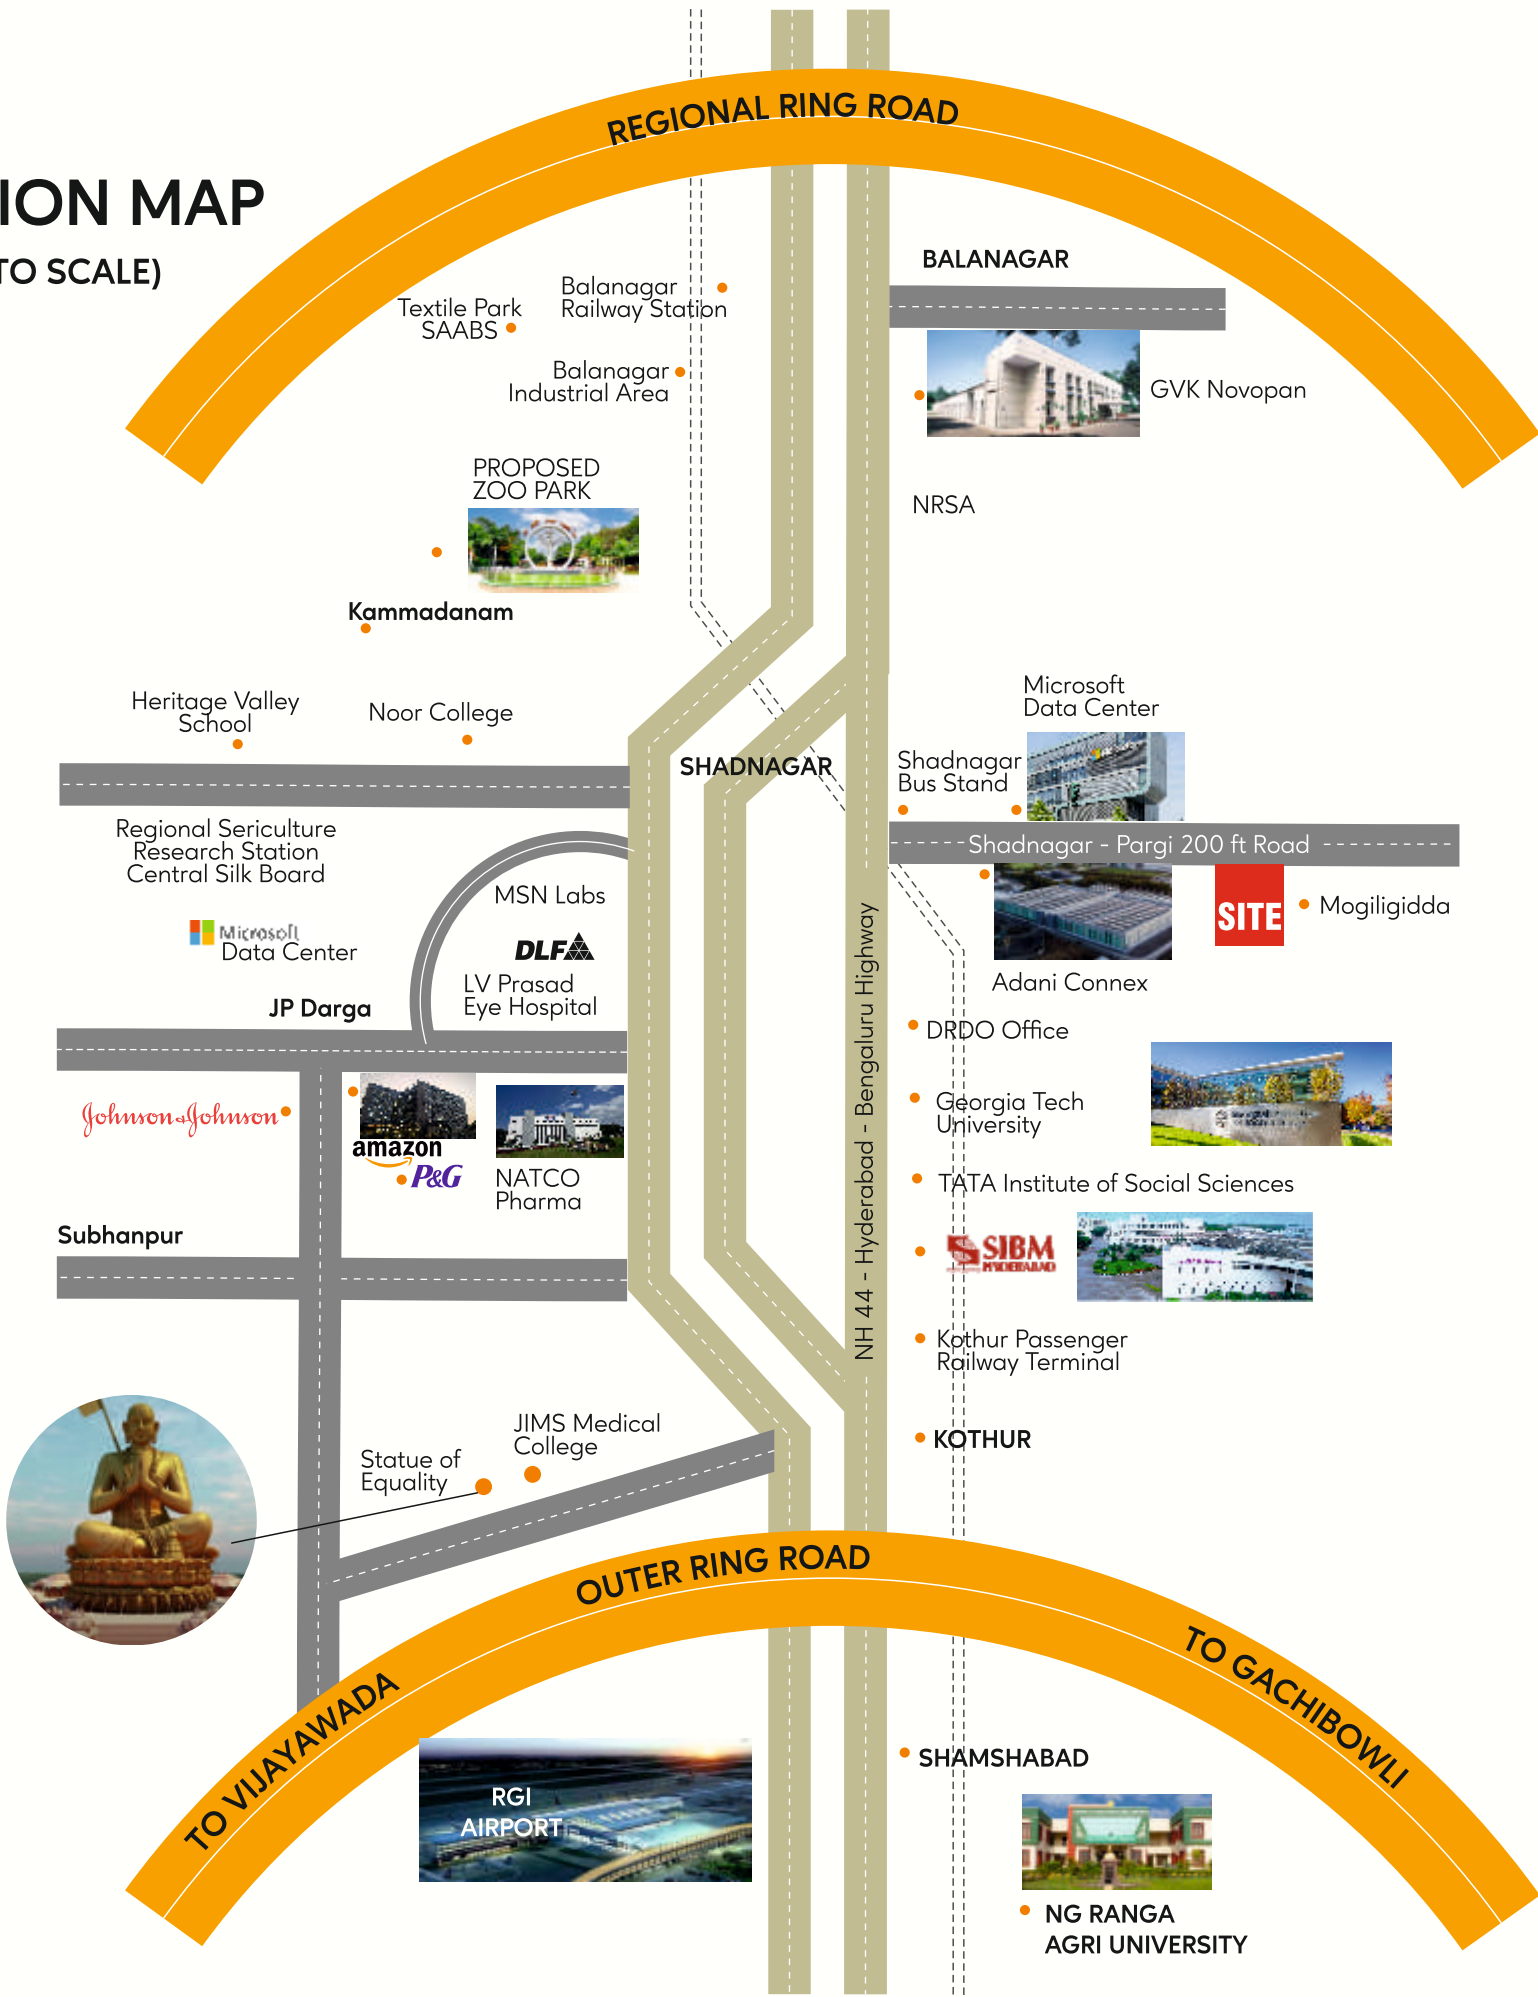 REGIONAL RING ROAD
ION MAP
TO SCALE)
BALANAGAR
Balanagar
Railway Station
Textile Park
SAABS
Balanagar
Industrial Area
GVK Novopan
PROPOSED
ZOO PARK
NRSA
Kammadanam
Heritage Valley
School
Noor College
Microsoft
Data Center
SHADNAGAR
Shadnagar
Bus Stand
Shadnagar - Pargi 200 ft Road
Regional Sericulture
Research Station
Central Silk Board
MSN Labs
SITE
Mogiligidda
Microsoft
Data Center
DLF
LV Prasad
Eye Hospital
Adani Connex
JP Darga
NH 44 - Hyderabad - Bengaluru Highway
DRDO Office
Johnson&Johnson
amazon
P&G
NATCO
Pharma
Georgia Tech
University
TATA Institute of Social Sciences
Subhanpur
SIBM
HYDERABAD
Kothur Passenger
Railway Terminal
JIMS Medical
College
Statue of
Equality
KOTHUR
OUTER RING ROAD
TO VIJAYAWADA
TO GACHIBOWLI
RGI
AIRPORT
SHAMSHABAD
NG RANGA
AGRI UNIVERSITY